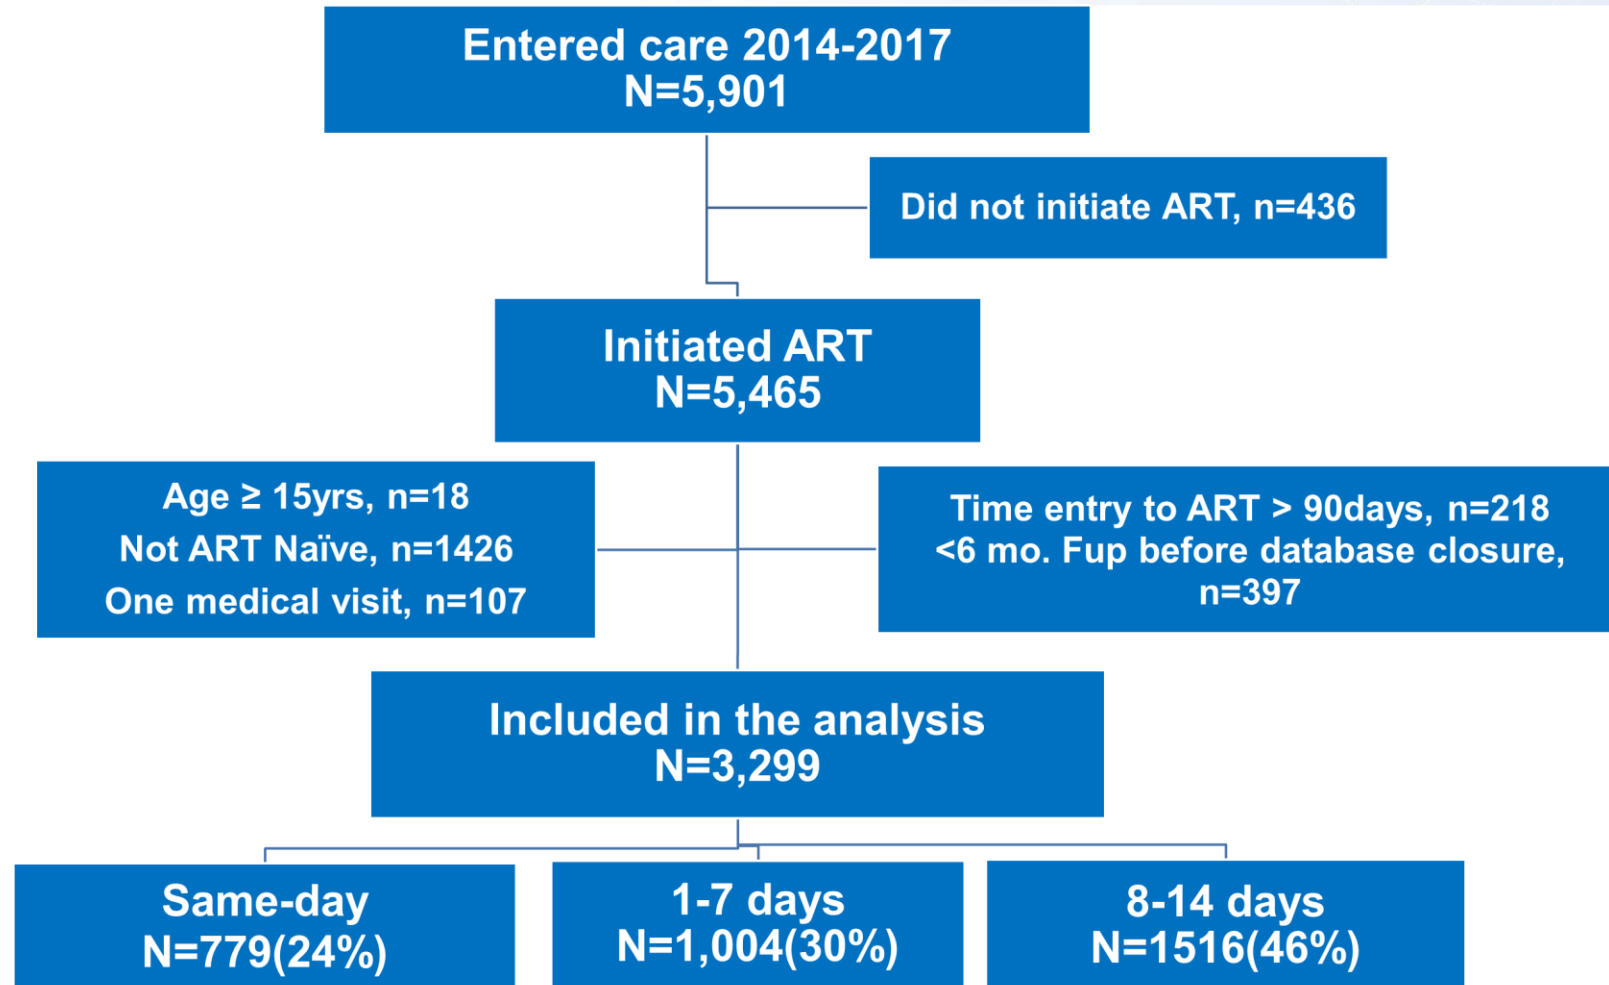 Entered care 2014-2017
N=5,901
Did not initiate ART, n=436
Initiated ART
N=5,465
Age ≥ 15yrs, n=18
Not ART Naïve, n=1426
One medical visit, n=107
Time entry to ART > 90days, n=218
<6 mo. Fup before database closure,
n=397
Included in the analysis
N=3,299
Same-day
N=779(24%)
1-7 days
N=1,004(30%)
8-14 days
N=1516(46%)